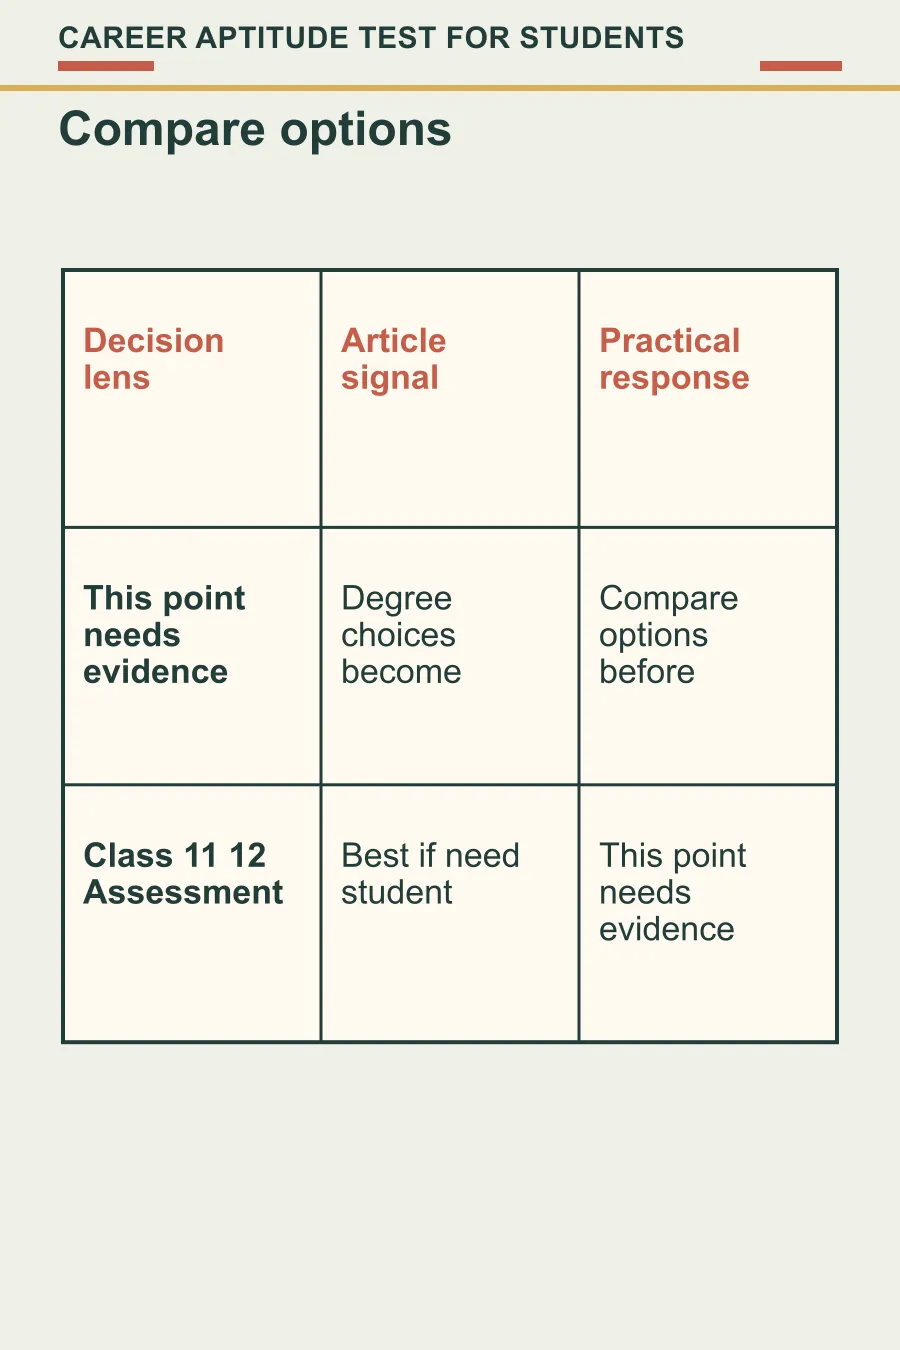 CAREER APTITUDE TEST FOR STUDENTS
Compare options
Decision
lens
Article
signal
Practical
response
This point
needs
evidence
Degree
choices
become
Compare
options
before
Class 11 12
Assessment
Best if need
student
This point
needs
evidence